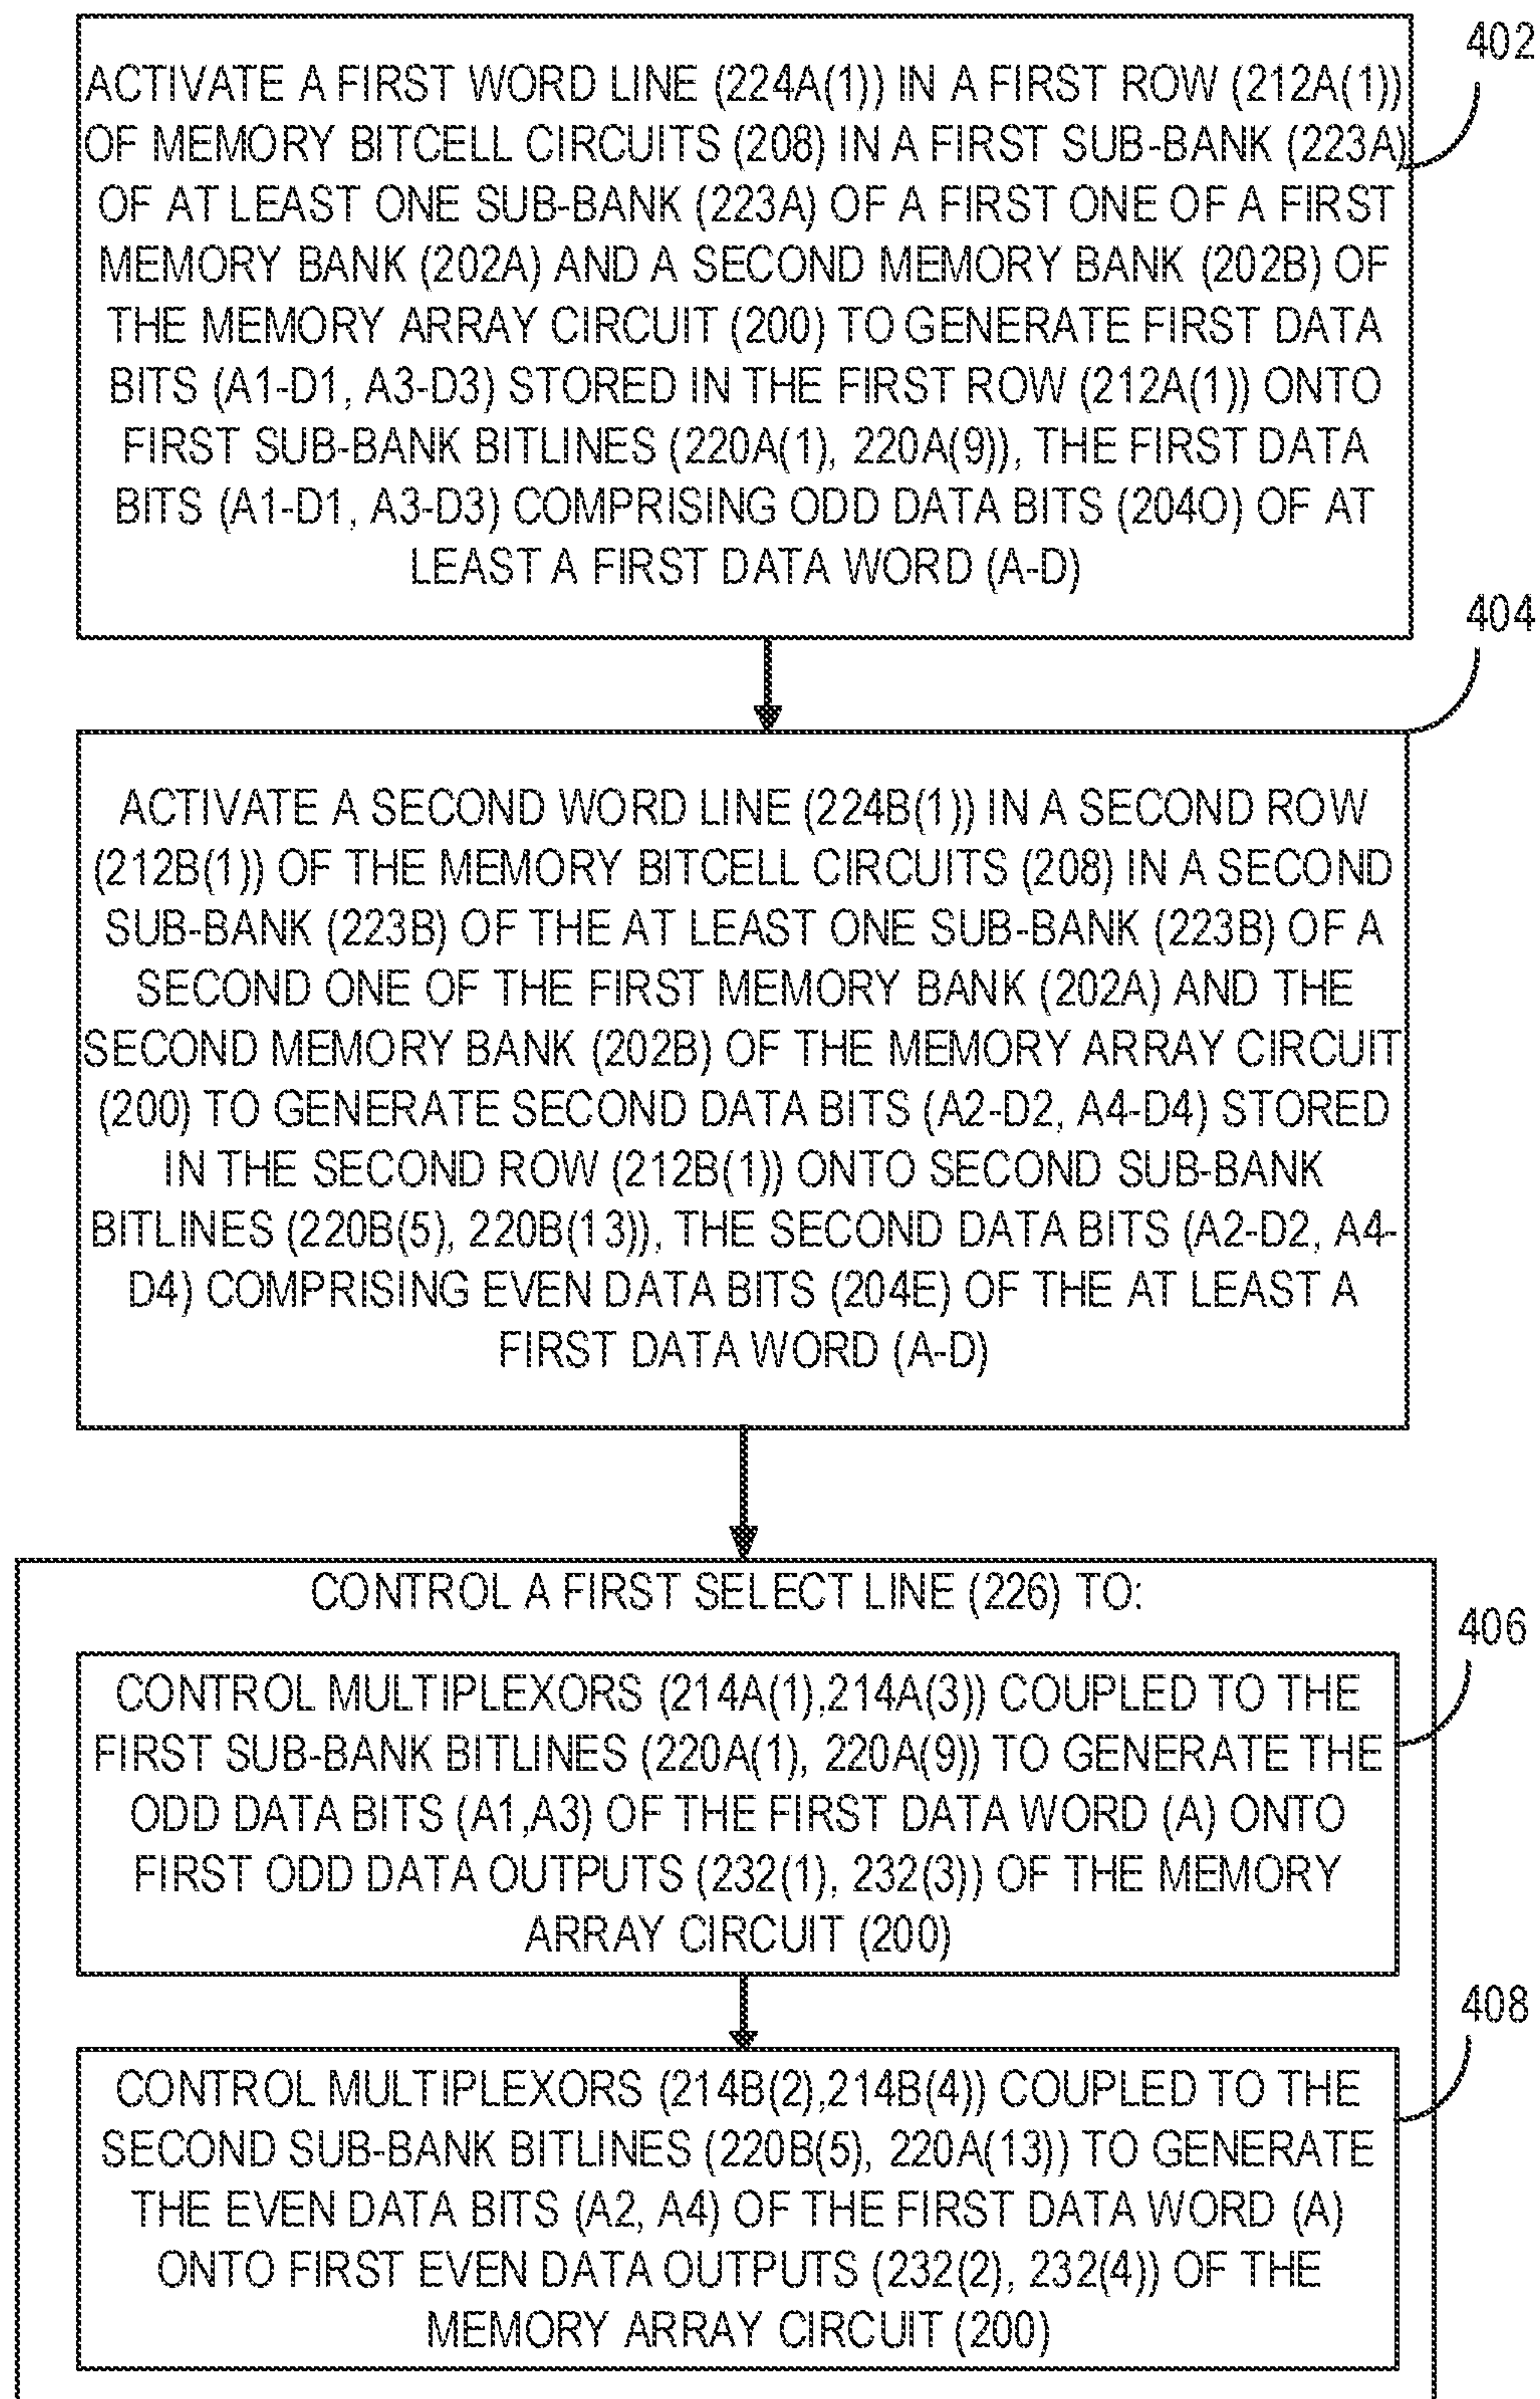 402
ACTIVATE A FIRST WORD LINE (224A(1)) IN A FIRST ROW (212A(1))
OF MEMORY BITCELL CIRCUITS (208) IN A FIRST SUB-BANK (223A)
OF AT LEAST ONE SUB-BANK (223A) OF A FIRST ONE OF A FIRST
MEMORY BANK (202A) AND A SECOND MEMORY BANK (202B) OF
THE MEMORY ARRAY CIRCUIT (200) TO GENERATE FIRST DATA
BITS (A1-D1, A3-D3) STORED IN THE FIRST ROW (212A(1)) ONTO
FIRST SUB-BANK BITLINES (220A(1), 220A(9)), THE FIRST DATA
BITS (A1-D1, A3-D3) COMPRISING ODD DATA BITS (204O) OF AT
LEAST A FIRST DATA WORD (A-D)
404
ACTIVATE A SECOND WORD LINE (224B(1)) IN A SECOND ROW
(212B(1)) OF THE MEMORY BITCELL CIRCUITS (208) IN A SECOND
SUB-BANK (223B) OF THE AT LEAST ONE SUB-BANK (223B) OF A
SECOND ONE OF THE FIRST MEMORY BANK (202A) AND THE
SECOND MEMORY BANK (202B) OF THE MEMORY ARRAY CIRCUIT
(200) TO GENERATE SECOND DATA BITS (A2-D2, A4-D4) STORED
IN THE SECOND ROW (212B(1)) ONTO SECOND SUB-BANK
BITLINES (220B(5), 220B(13)), THE SECOND DATA BITS (A2-D2, A4-
D4) COMPRISING EVEN DATA BITS (204E) OF THE AT LEAST A
FIRST DATA WORD (A-D)
CONTROL A FIRST SELECT LINE (226) TO:
406
CONTROL MULTIPLEXORS (214A(1),214A(3)) COUPLED TO THE
FIRST SUB-BANK BITLINES (220A(1), 220A(9)) TO GENERATE THE
ODD DATA BITS (A1,A3) OF THE FIRST DATA WORD (A) ONTO
FIRST ODD DATA OUTPUTS (232(1), 232(3)) OF THE MEMORY
ARRAY CIRCUIT (200)
408
CONTROL MULTIPLEXORS (214B(2),214B(4)) COUPLED TO THE
SECOND SUB-BANK BITLINES (220B(5), 220A(13)) TO GENERATE
THE EVEN DATA BITS (A2, A4) OF THE FIRST DATA WORD (A)
ONTO FIRST EVEN DATA OUTPUTS (232(2), 232(4)) OF THE
MEMORY ARRAY CIRCUIT (200)